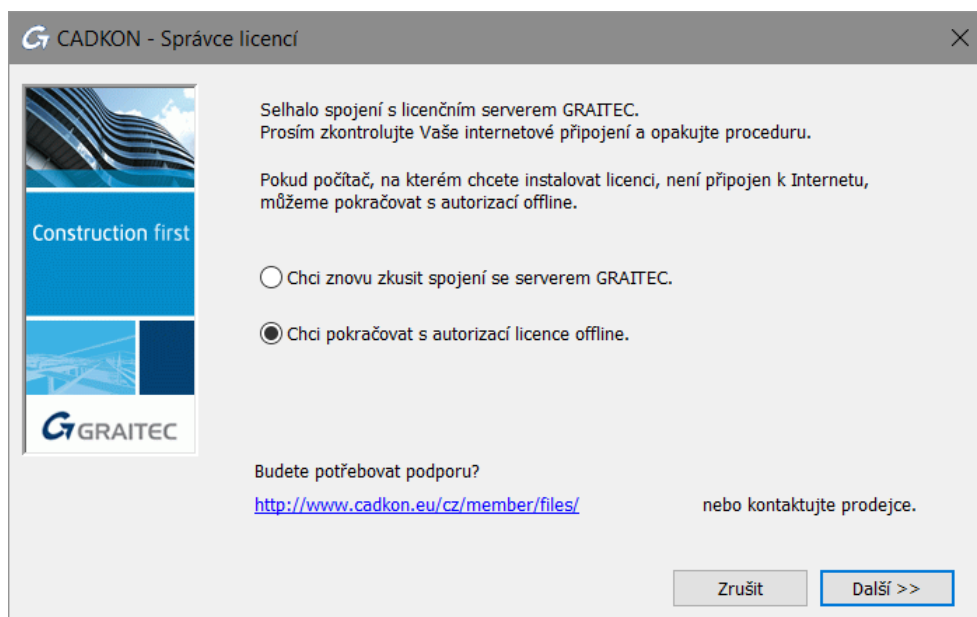 CADKON - Správce licencí
Selhalo spojení s licenčním serverem GRAITEC.
Prosím zkontrolujte Vaše internetové připojení a opakujte proceduru.
Pokud počítač, na kterém chcete instalovat licenci, není připojen k Internetu,
můžeme pokračovat s autorizací offline.
Construction first
Chci znovu zkusit spojení se serverem GRAITEC.
Chci pokračovat s autorizací licence offline.
GRAITEC
Budete potřebovat podporu?
http://www.cadkon.eu/cz/member/files/ nebo kontaktujte prodejce.
Zrušit Další >>